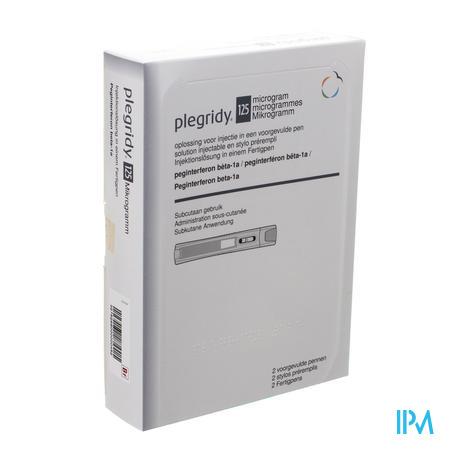 plegridy 125 microgram
microgrammes
Mikrogramm
oplossing voor injectie in een voorgevulde pen
solution injectable en stylo prérempli
Injektionslösung in einem Fertigpen
peginterferon bèta-1a / peginterféron bêta-1a /
Peginterferon beta-1a
Subcutaan gebruik
Administration sous-cutanée
Subkutane Anwendung
2 voorgevulde pennen
2 stylos préremplis
2 Fertigpens
plegridy 125 Mikrogramm
Injektionslösung in einem Fertigpen
Peginterferon beta-1a
IPM